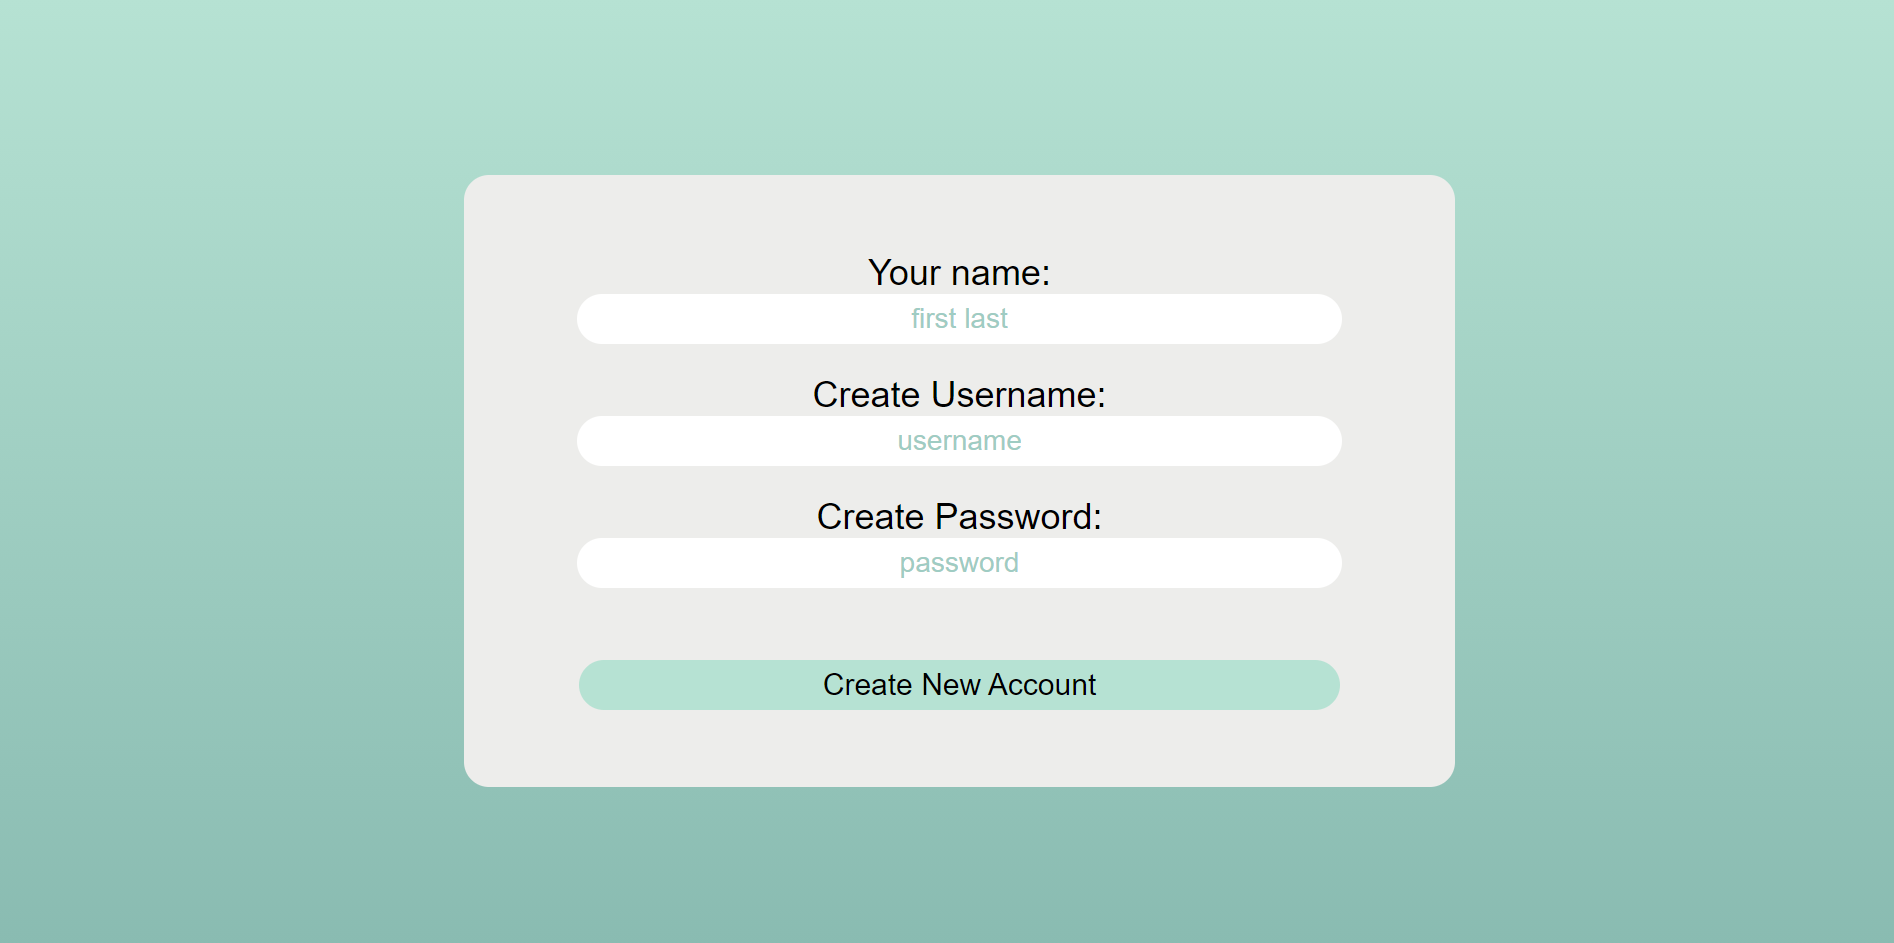 Your name:
first last
Create Username:
username
Create Password:
password
Create New Account